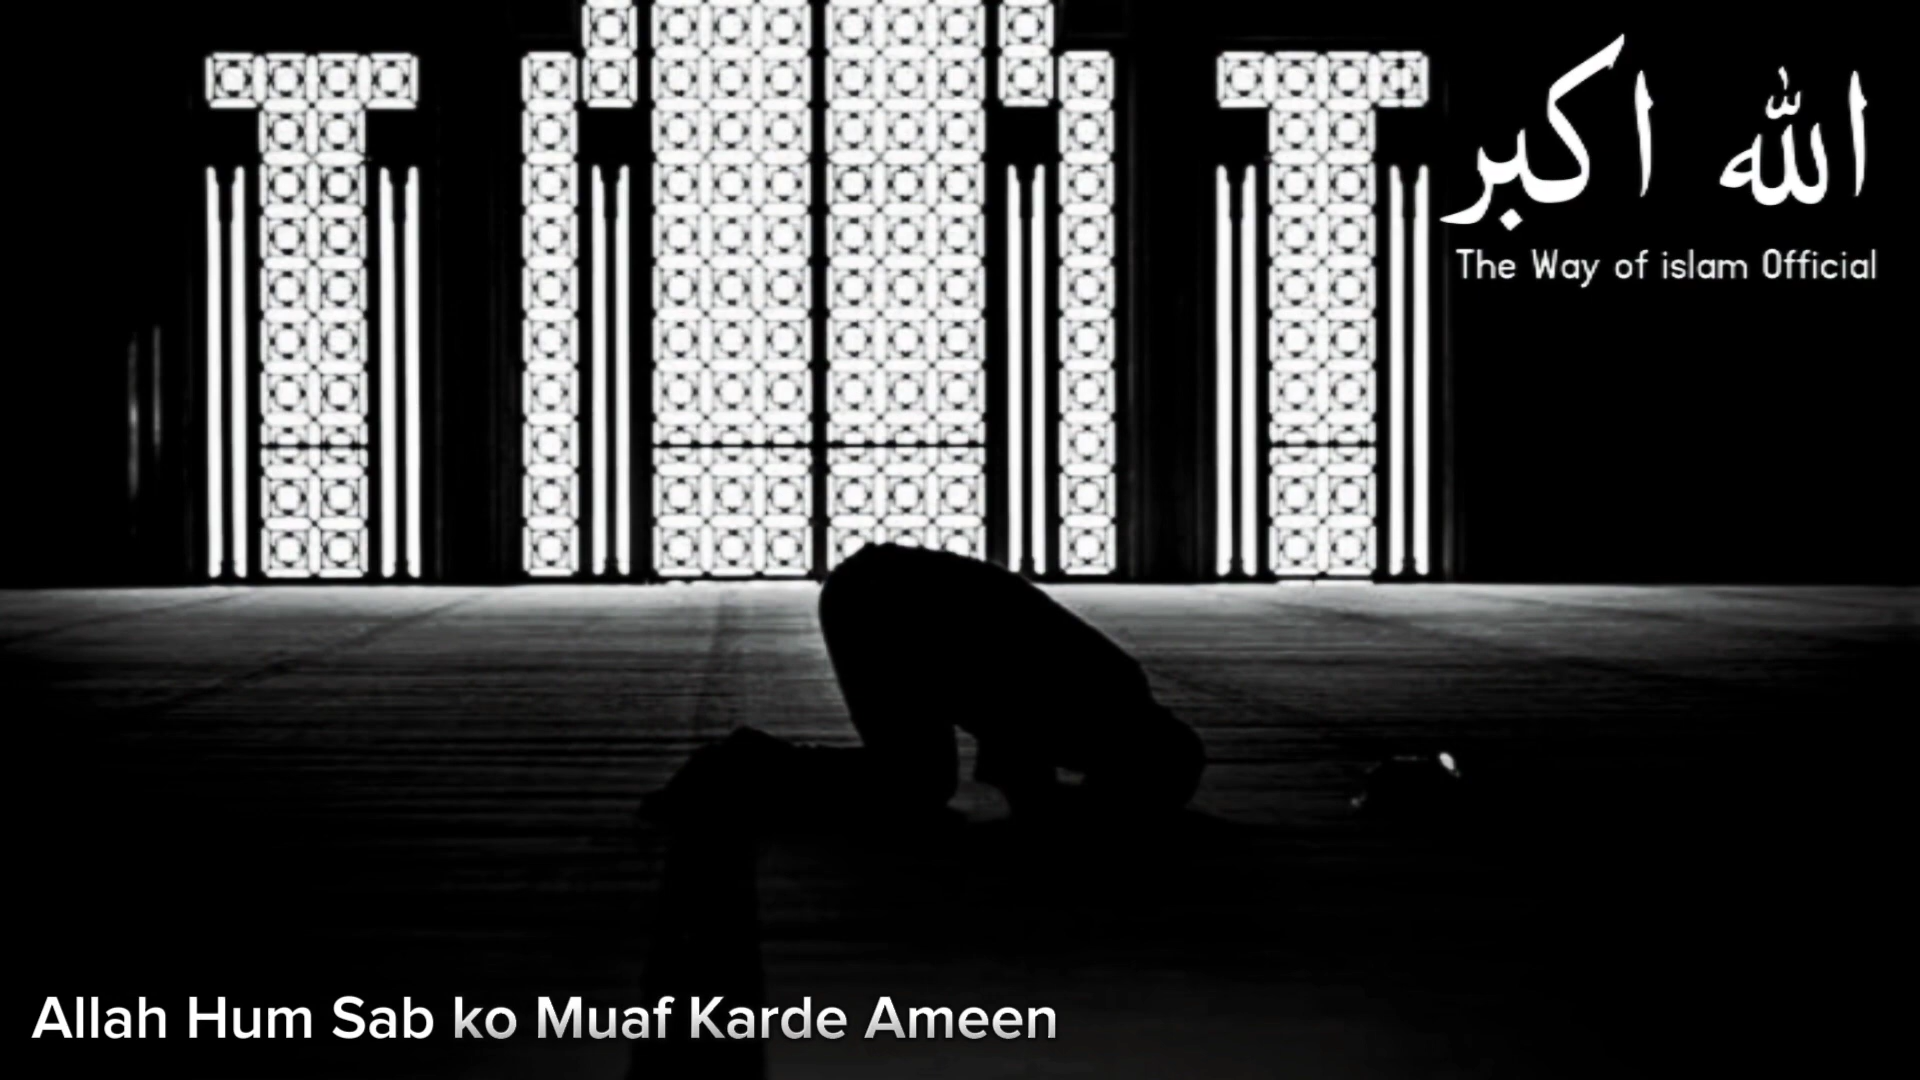 الله اكبر
The Way of islam Official
Allah Hum Sab ko Muaf Karde Ameen